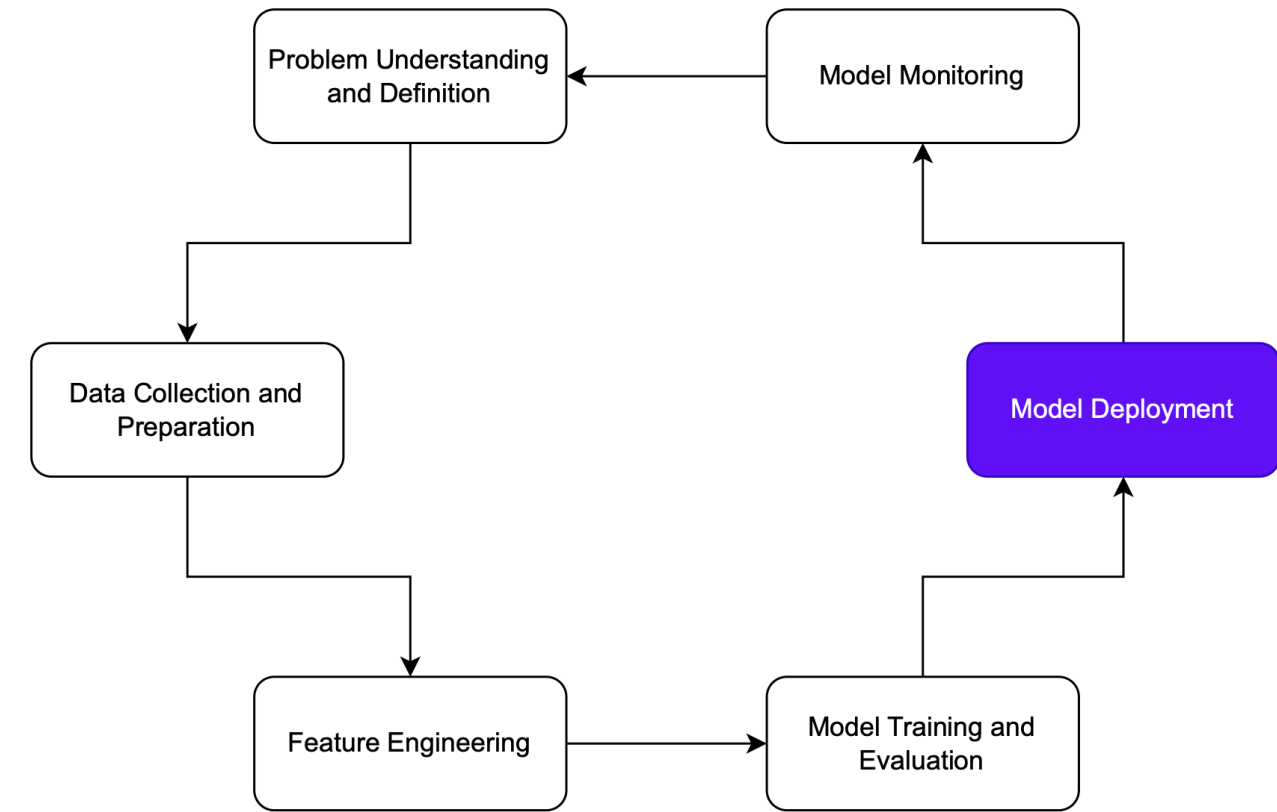 Problem Understanding
and Definition
Model Monitoring
Data Collection and
Preparation
Model Deployment
Feature Engineering
Model Training and
Evaluation